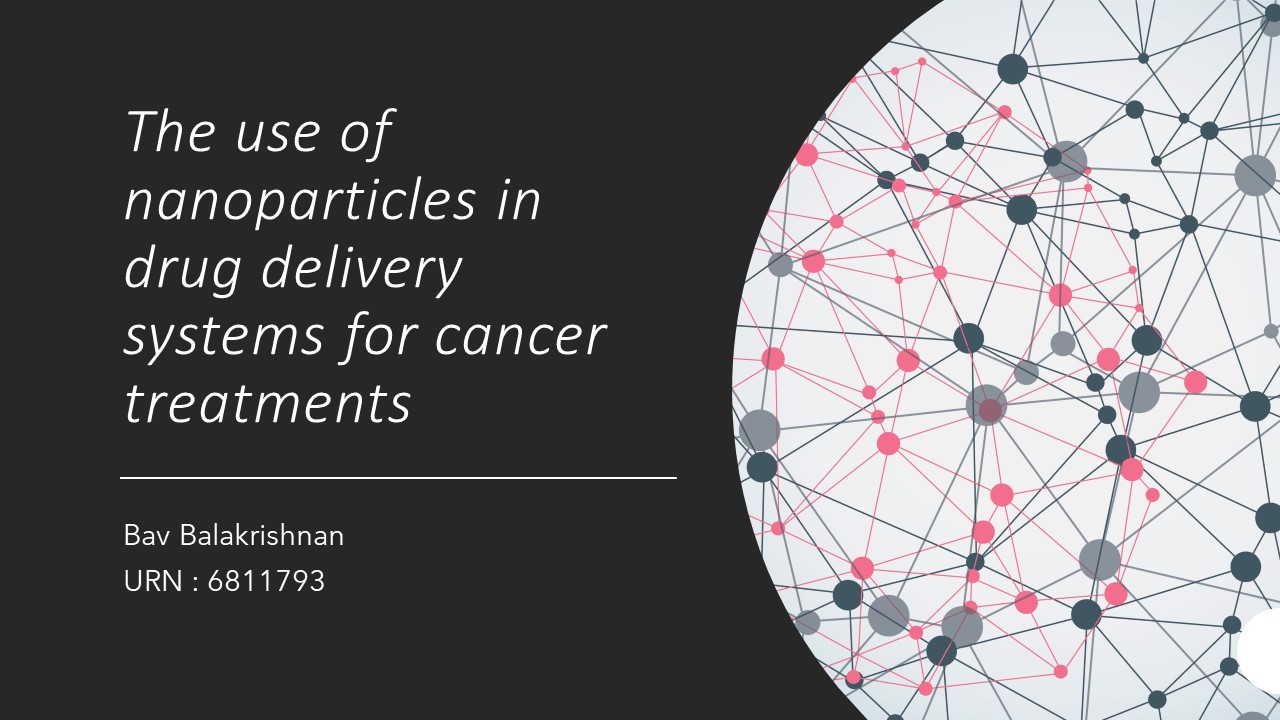 The use of
nanoparticles in
drug delivery
systems for cancer
treatments
Bav Balakrishnan
URN : 6811793